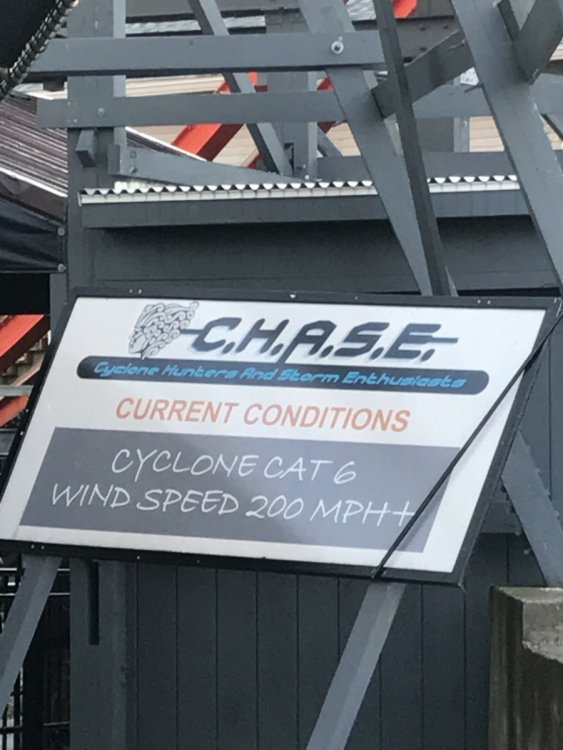 C.H.A.S.E.
Cyclone Hunters And Storm Enthusiasts
CURRENT CONDITIONS
CYCLONE CAT 6
WIND SPEED 200 MPH+